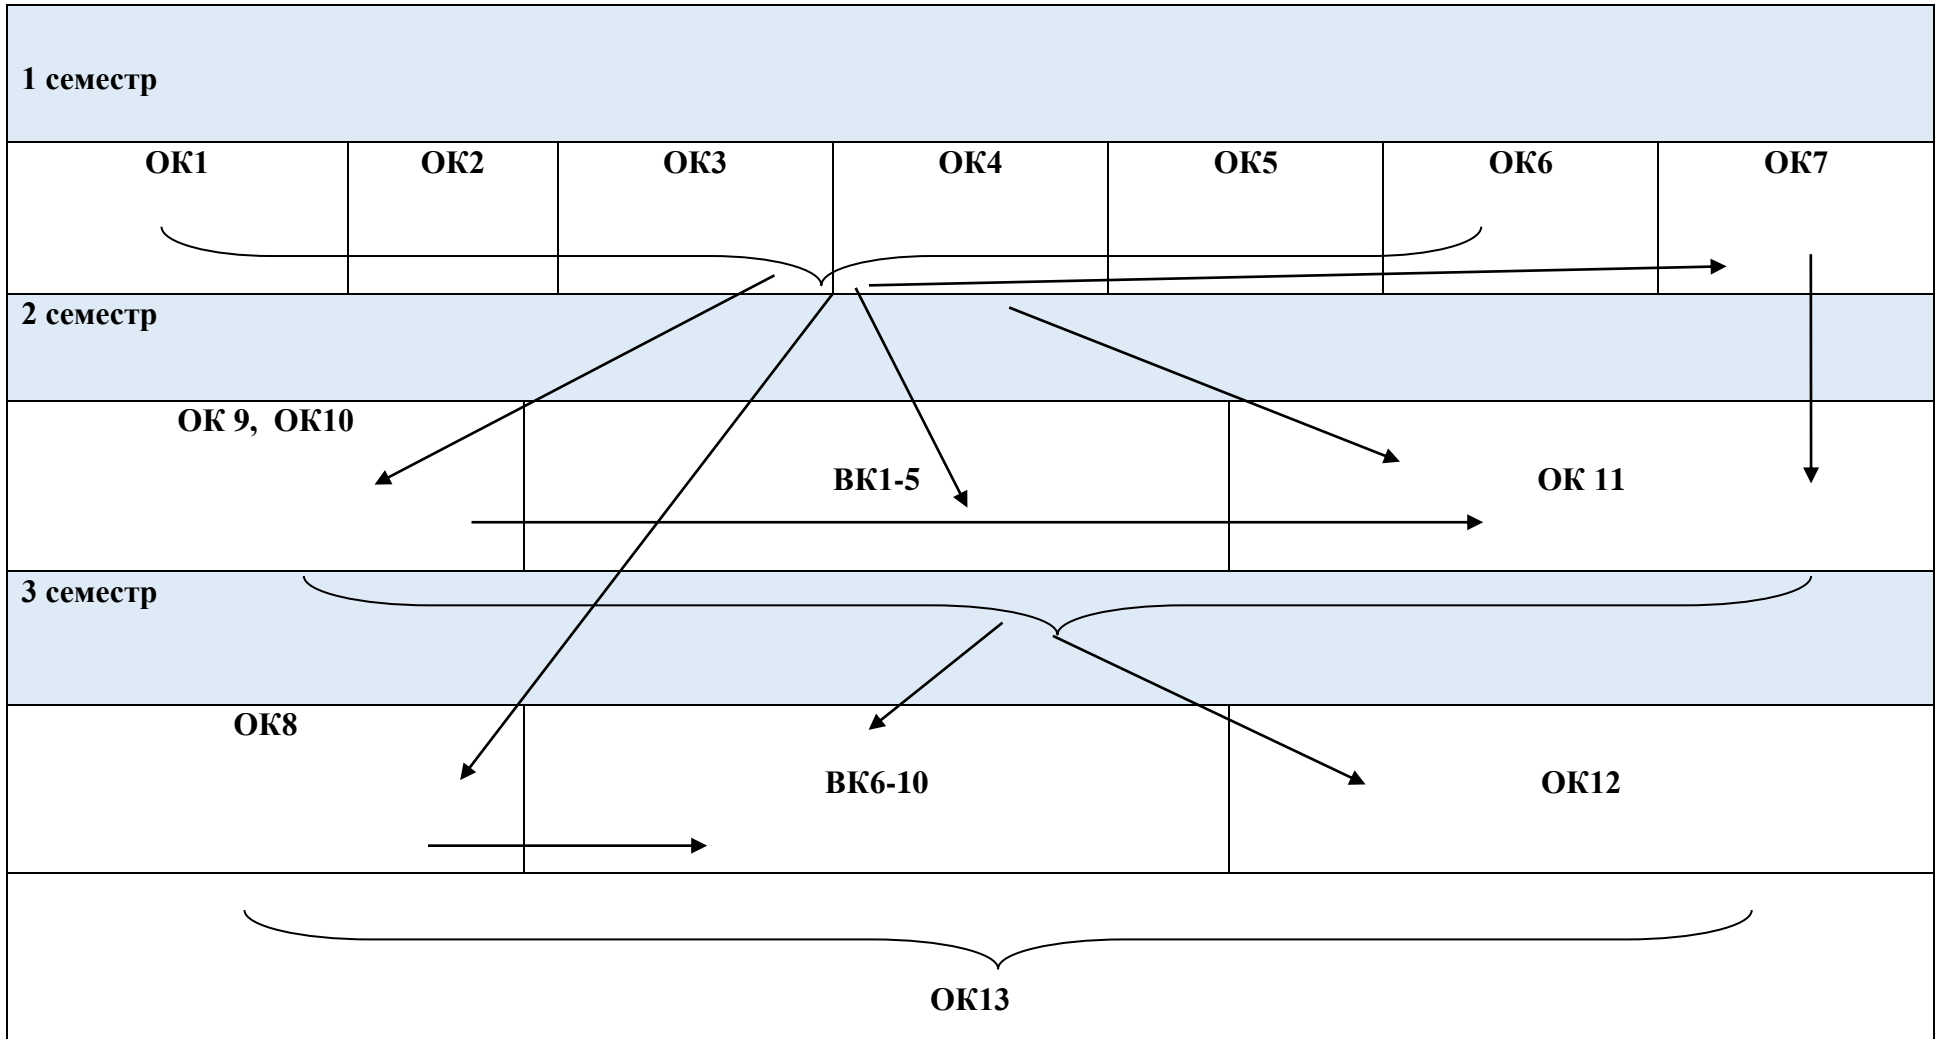 1 семестр
ОК1 ОК2 ОК3 ОК4 ОК5 ОК6 ОК7
2 семестр
ОК 9, ОК10
ВК1-5 ОК 11
3 семестр
ОК8
ВК6-10 ОК12
ОК13